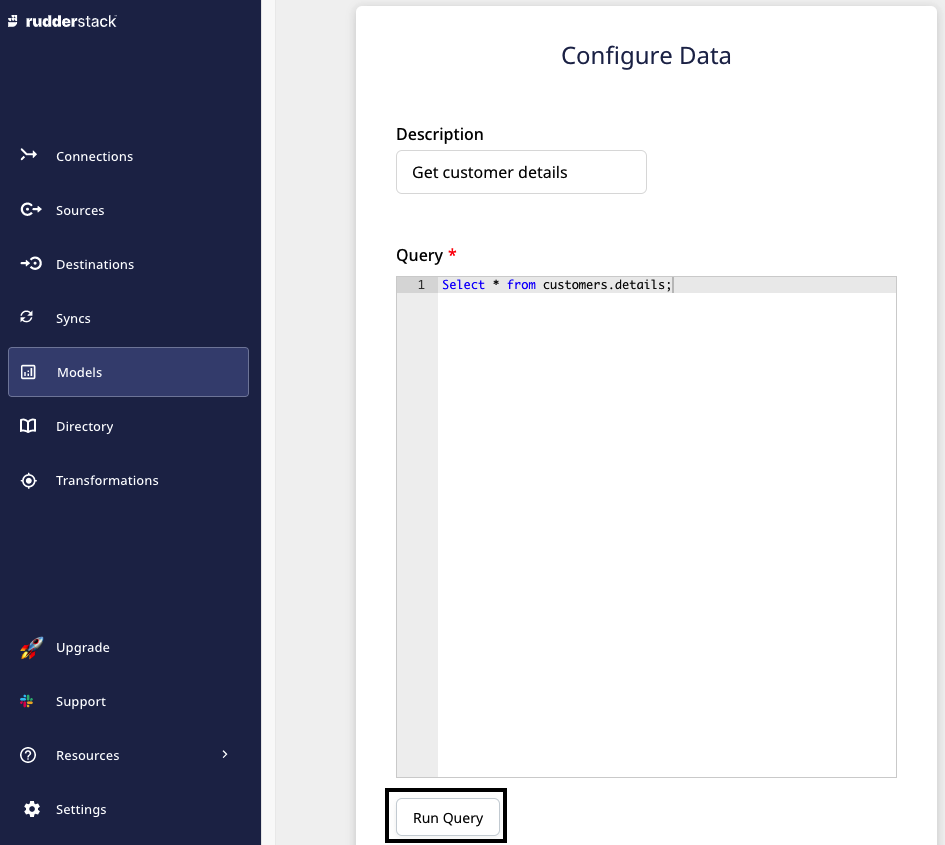 rudderstack
Connections
Sources
Destinations
Syncs
Models
Directory
Transformations
Upgrade
Support
Resources
Settings
Configure Data
Description
Get customer details
Query *
1 Select * from customers.details;
Run Query